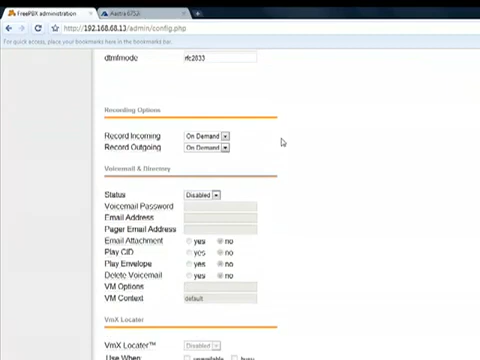 FreePBX administration
Aastra 6753i
http://192.168.68.13/admin/config.php
For quick access, place your bookmarks here in the bookmarks bar.
dtmfmode rfc2833
Recording Options
Record Incoming On Demand
Record Outgoing On Demand
Voicemail & Directory
Status Disabled
Voicemail Password
Email Address
Pager Email Address
Email Attachment yes no
Play CID yes no
Play Envelope yes no
Delete Voicemail yes no
VM Options
VM Context default
VmX Locater
VmX Locater™ Disabled
Use When: unavailable busy